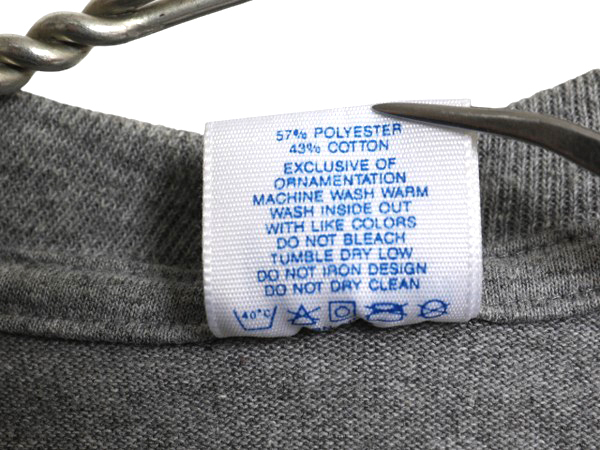 57% POLYESTER
43% COTTON
EXCLUSIVE OF
ORNAMENTATION
MACHINE WASH WARM
WASH INSIDE OUT
WITH LIKE COLORS
DO NOT BLEACH
TUMBLE DRY LOW
DO NOT IRON DESIGN
DO NOT DRY CLEAN
40°C